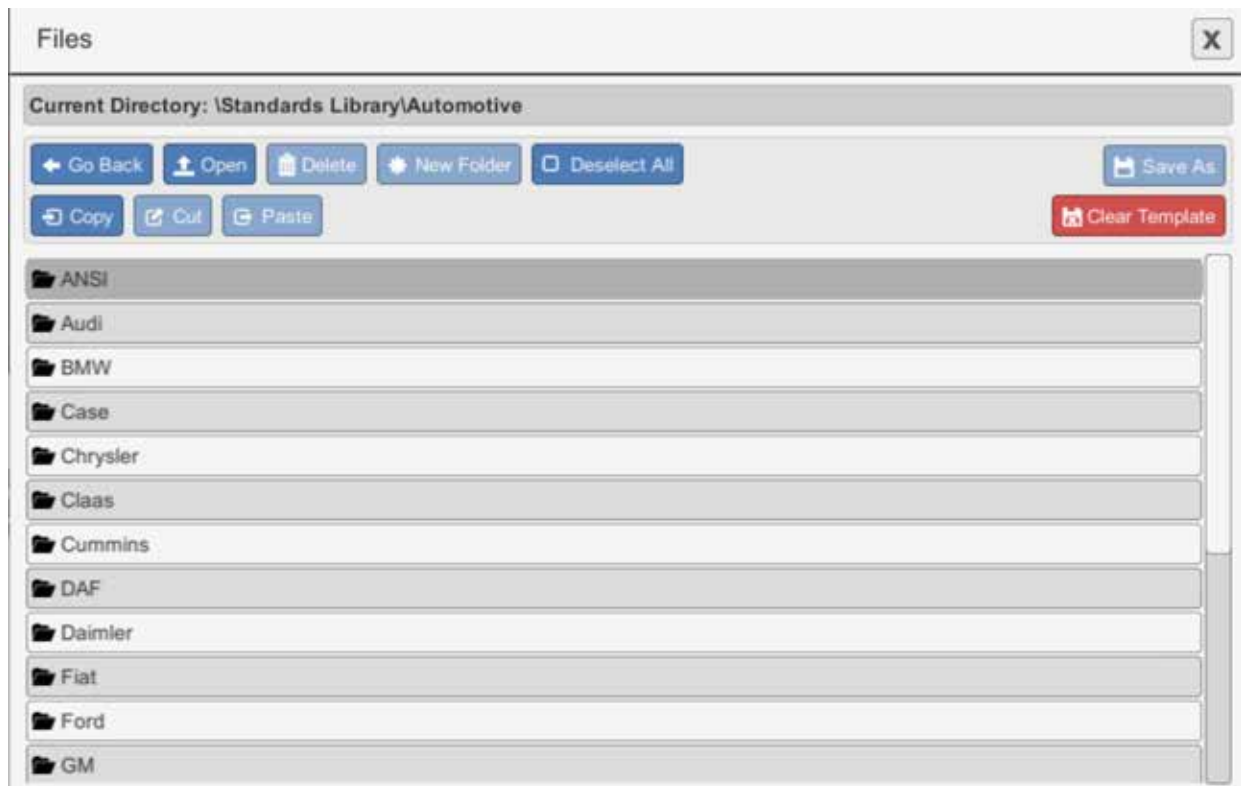 Files
X
Current Directory: \Standards Library\Automotive
Go Back Open Delete New Folder Deselect All Save As
Copy Cut Paste Clear Template
ANSI
Audi
BMW
Case
Chrysler
Claas
Cummins
DAF
Daimler
Fiat
Ford
GM